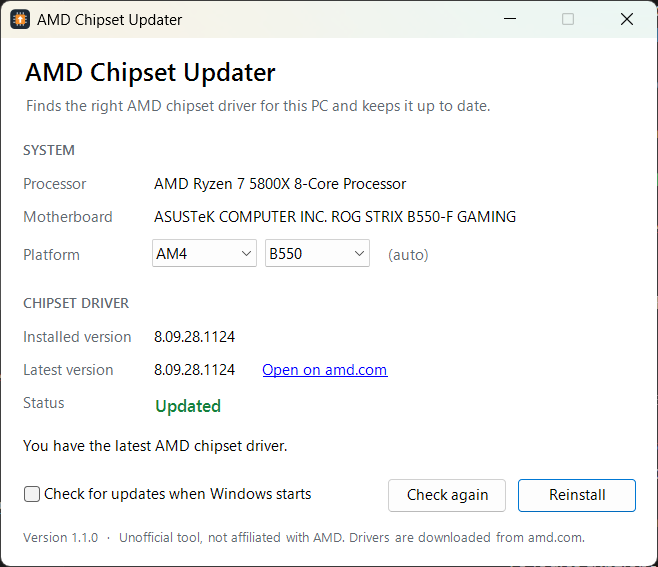 AMD Chipset Updater
AMD Chipset Updater
Finds the right AMD chipset driver for this PC and keeps it up to date.
SYSTEM
Processor AMD Ryzen 7 5800X 8-Core Processor
Motherboard ASUSTeK COMPUTER INC. ROG STRIX B550-F GAMING
Platform AM4 B550 (auto)
CHIPSET DRIVER
Installed version 8.09.28.1124
Latest version 8.09.28.1124 Open on amd.com
Status Updated
You have the latest AMD chipset driver.
Check for updates when Windows starts Check again Reinstall
Version 1.1.0 · Unofficial tool, not affiliated with AMD. Drivers are downloaded from amd.com.